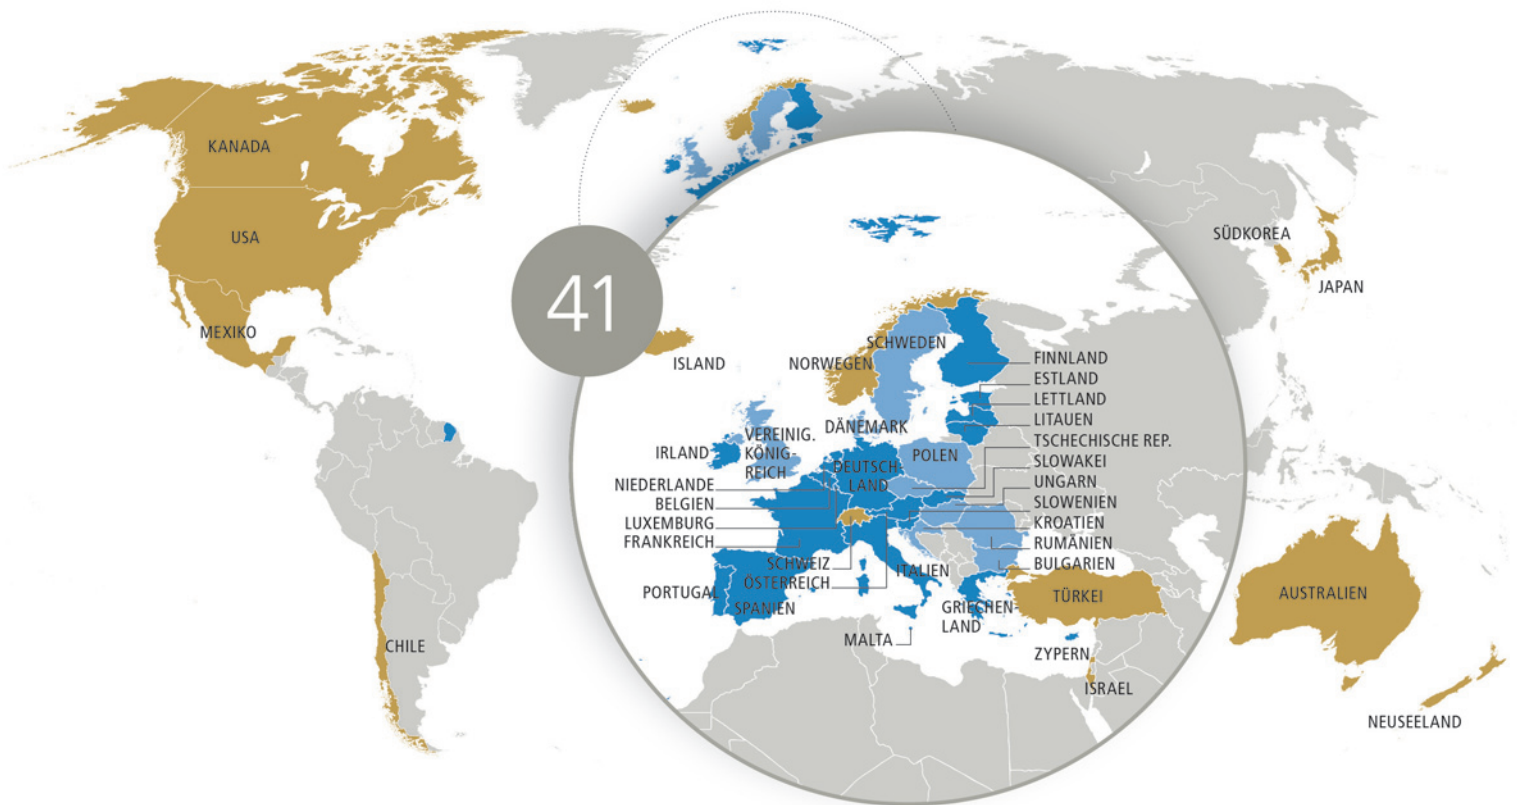 KANADA
USA
MEXIKO
CHILE
41
ISLAND
NORWEGEN
SCHWEDEN
FINNLAND
ESTLAND
LETTLAND
LITAUEN
TSCHECHISCHE REP.
SLOWAKEI
UNGARN
SLOWENIEN
KROATIEN
RUMÄNIEN
BULGARIEN
DÄNEMARK
VEREINIG.
KÖNIG-
REICH
IRLAND
POLEN
DEUTSCH-
LAND
NIEDERLANDE
BELGIEN
LUXEMBURG
FRANKREICH
SCHWEIZ
ÖSTERREICH
ITALIEN
PORTUGAL
SPANIEN
GRIECHEN-
LAND
MALTA
TÜRKEI
ZYPERN
ISRAEL
SÜDKOREA
JAPAN
AUSTRALIEN
NEUSEELAND